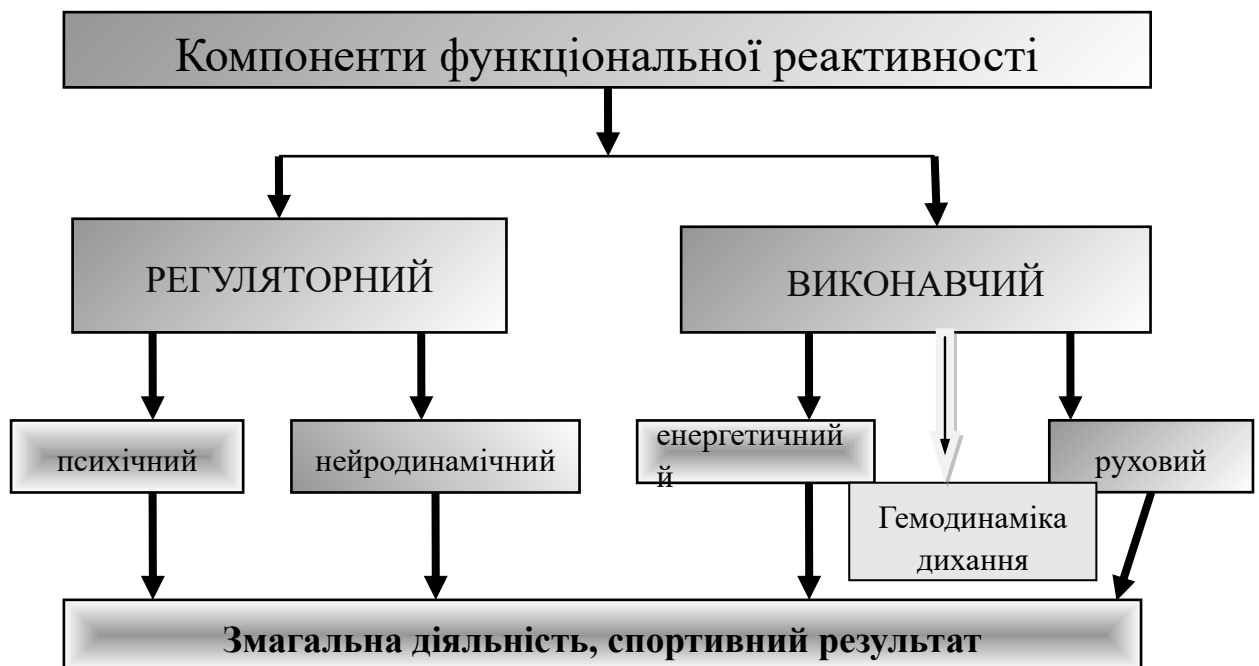 Компоненти функціональної реактивності
РЕГУЛЯТОРНИЙ
ВИКОНАВЧИЙ
психічний
нейродинамічний
енергетичний
й
руховий
Гемодинаміка
дихання
Змагальна діяльність, спортивний результат